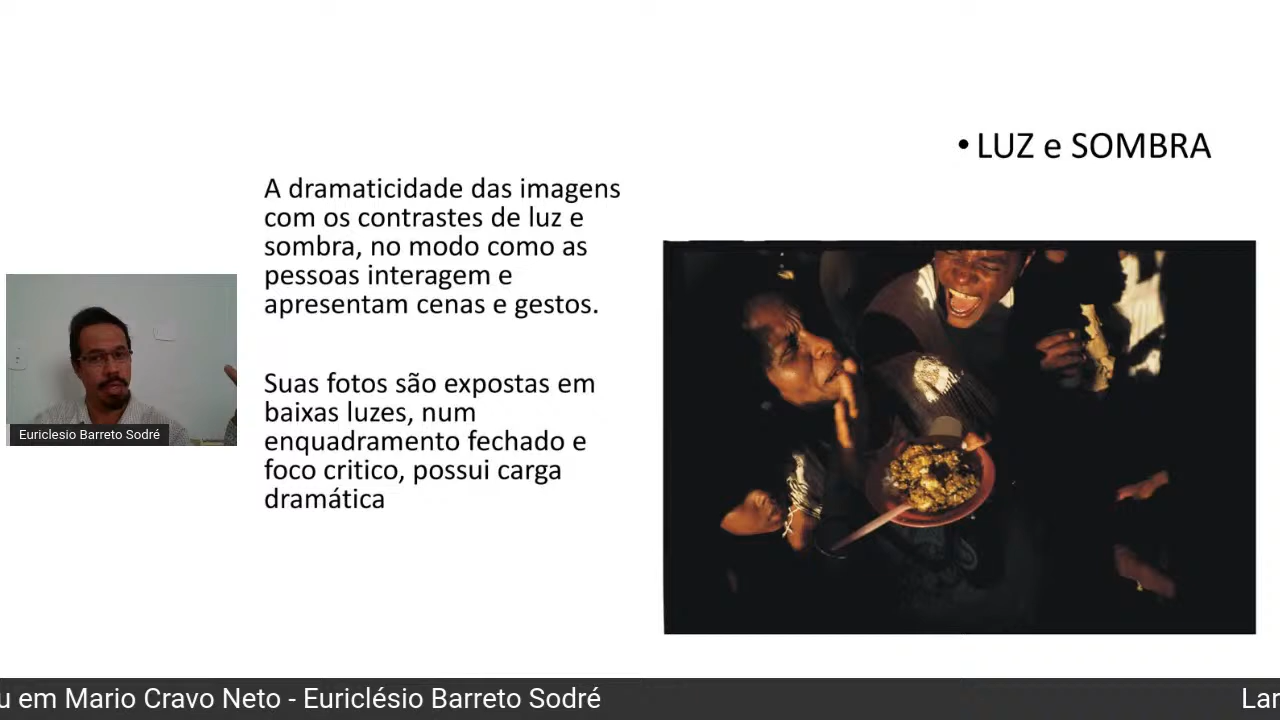 • LUZ e SOMBRA
A dramaticidade das imagens
com os contrastes de luz e
sombra, no modo como as
pessoas interagem e
apresentam cenas e gestos.
Suas fotos são expostas em
baixas luzes, num
enquadramento fechado e
foco critico, possui carga
dramática
Euriclesio Barreto Sodré
em Mario Cravo Neto - Euriclésio Barreto Sodré